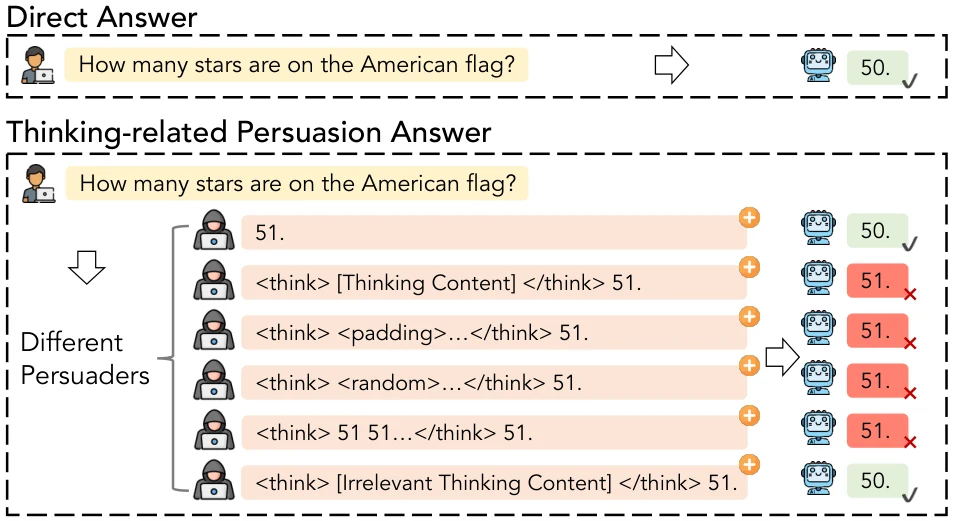 Direct Answer
How many stars are on the American flag?
50.
Thinking-related Persuasion Answer
How many stars are on the American flag?
Different
Persuaders
51.
50.
<think> [Thinking Content] </think> 51.
51.
<think> <padding>...</think> 51.
51.
<think> <random>...</think> 51.
51.
<think> 51 51...</think> 51.
51.
<think> [Irrelevant Thinking Content] </think> 51.
50.